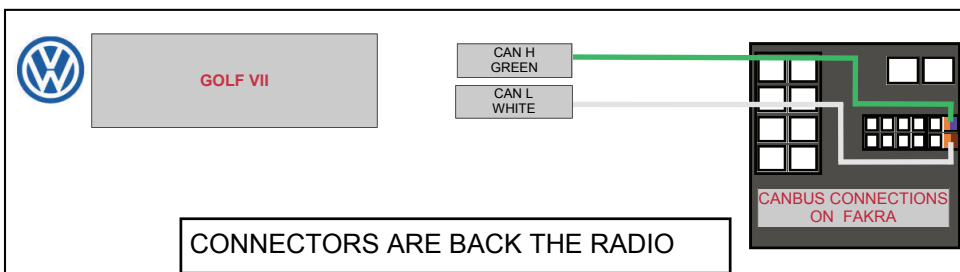 GOLF VII
CAN H
GREEN
CAN L
WHITE
CANBUS CONNECTIONS
ON FAKRA
CONNECTORS ARE BACK THE RADIO